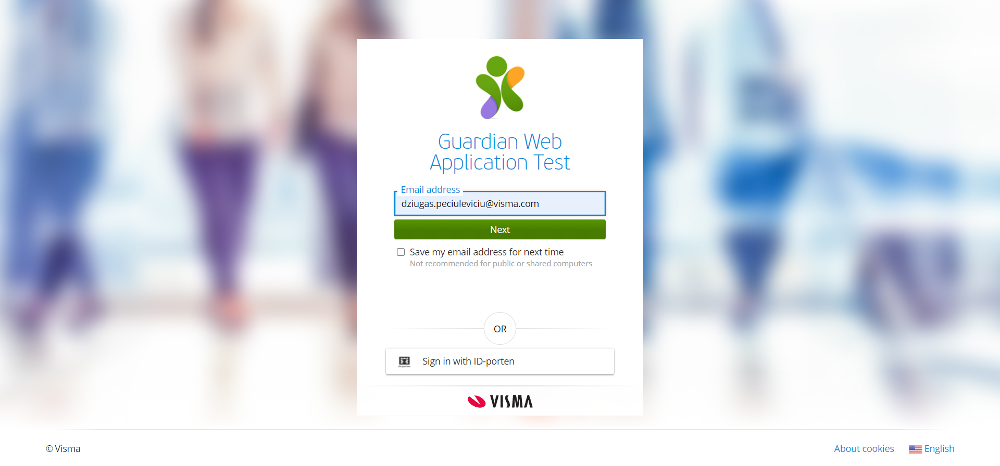 Guardian Web
Application Test
Email address
dziugas.peciuleviciu@visma.com
Next
Save my email address for next time
Not recommended for public or shared computers
OR
Sign in with ID-porten
VISMA
© Visma
About cookies
English